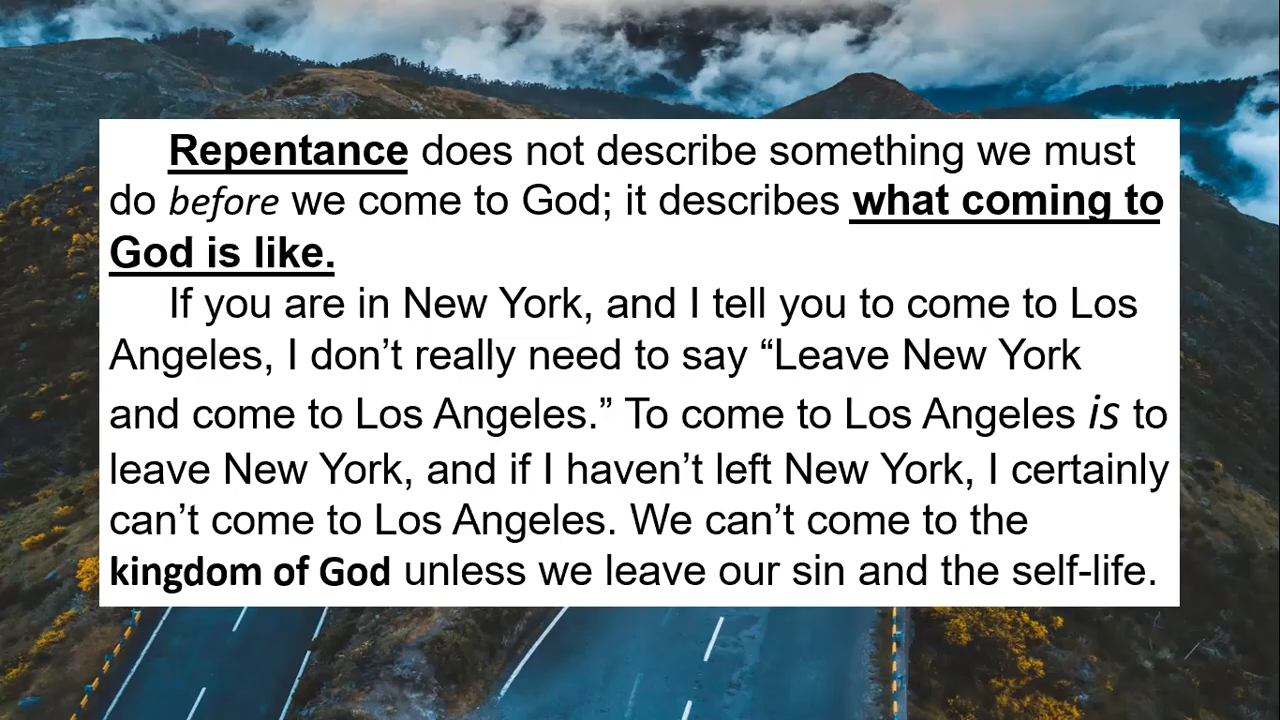 Repentance does not describe something we must
do before we come to God; it describes what coming to
God is like.
If you are in New York, and I tell you to come to Los
Angeles, I don’t really need to say “Leave New York
and come to Los Angeles.” To come to Los Angeles is to
leave New York, and if I haven’t left New York, I certainly
can’t come to Los Angeles. We can’t come to the
kingdom of God unless we leave our sin and the self-life.